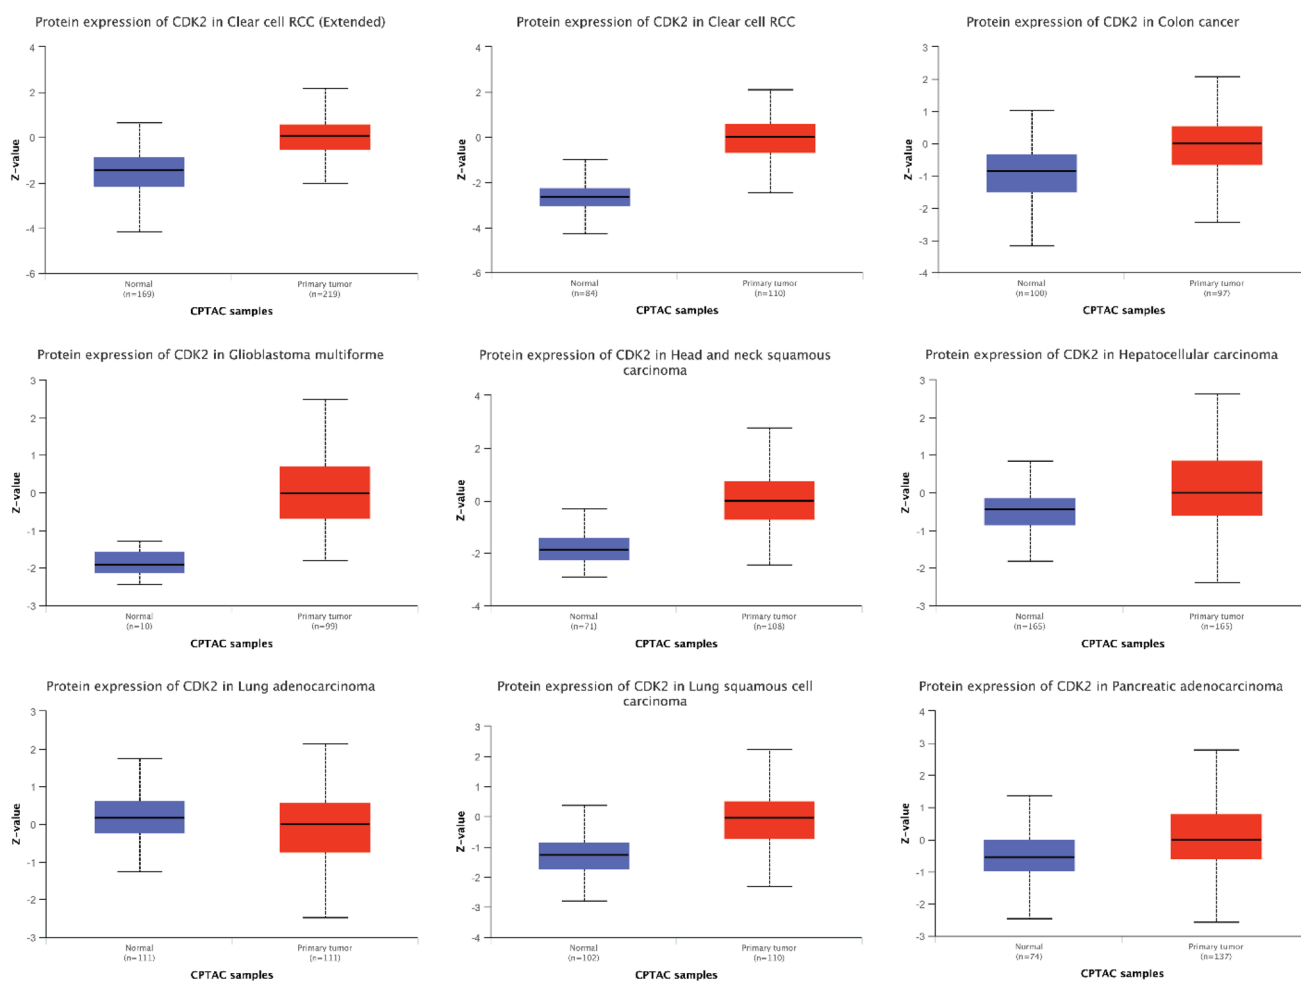 Protein expression of CDK2 in Clear cell RCC (Extended)
4
2
0
-2
-4
-6
Z-value
Normal
(n=169)
Primary tumor
(n=219)
CPTAC samples
Protein expression of CDK2 in Clear cell RCC
4
2
0
-2
-4
-6
Z-value
Normal
(n=84)
Primary tumor
(n=110)
CPTAC samples
Protein expression of CDK2 in Colon cancer
3
2
1
0
-1
-2
-3
-4
Z-value
Normal
(n=100)
Primary tumor
(n=97)
CPTAC samples
Protein expression of CDK2 in Glioblastoma multiforme
3
2
1
0
-1
-2
-3
Z-value
Normal
(n=10)
Primary tumor
(n=99)
CPTAC samples
Protein expression of CDK2 in Head and neck squamous
carcinoma
4
2
0
-2
-4
Z-value
Normal
(n=71)
Primary tumor
(n=108)
CPTAC samples
Protein expression of CDK2 in Hepatocellular carcinoma
3
2
1
0
-1
-2
-3
Z-value
Normal
(n=165)
Primary tumor
(n=165)
CPTAC samples
Protein expression of CDK2 in Lung adenocarcinoma
3
2
1
0
-1
-2
-3
Z-value
Normal
(n=111)
Primary tumor
(n=111)
CPTAC samples
Protein expression of CDK2 in Lung squamous cell
carcinoma
3
2
1
0
-1
-2
-3
-4
Z-value
Normal
(n=102)
Primary tumor
(n=110)
CPTAC samples
Protein expression of CDK2 in Pancreatic adenocarcinoma
4
3
2
1
0
-1
-2
-3
Z-value
Normal
(n=74)
Primary tumor
(n=137)
CPTAC samples